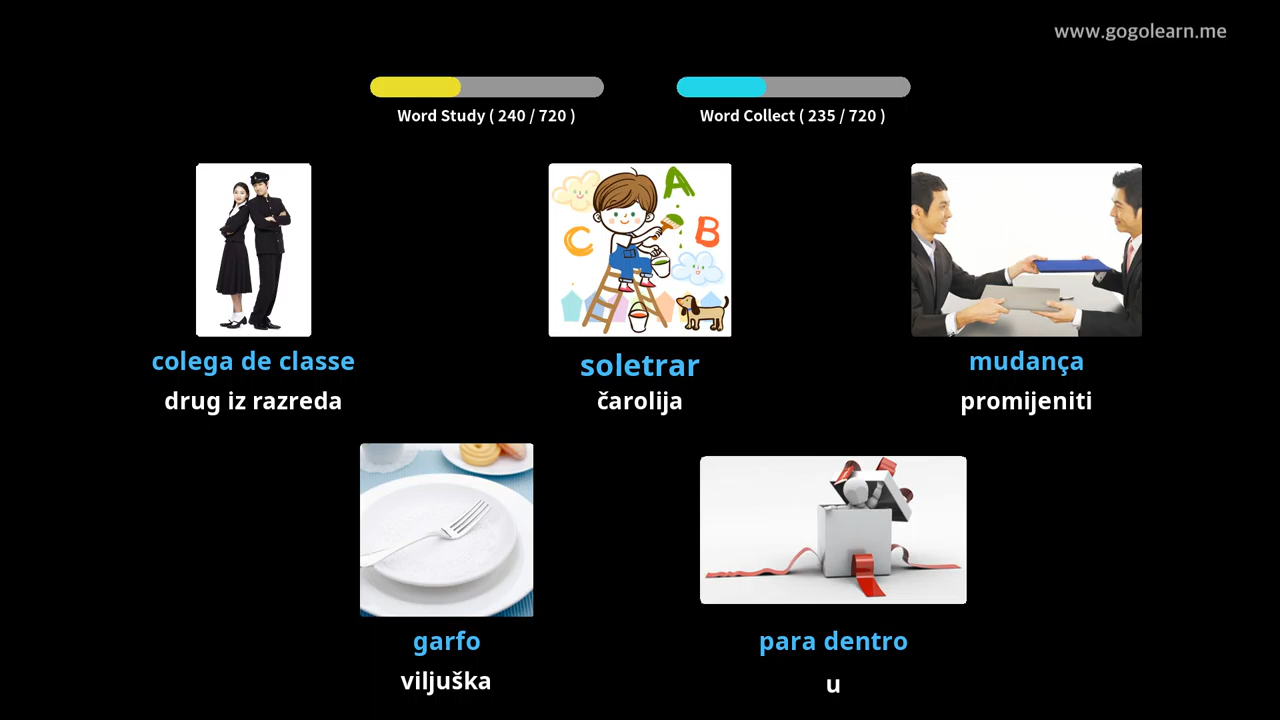 www.gogolearn.me
Word Study ( 240 / 720 )
Word Collect ( 235 / 720 )
A
B
C
colega de classe
drug iz razreda
soletrar
čarolija
mudança
promijeniti
garfo
viljuška
para dentro
u